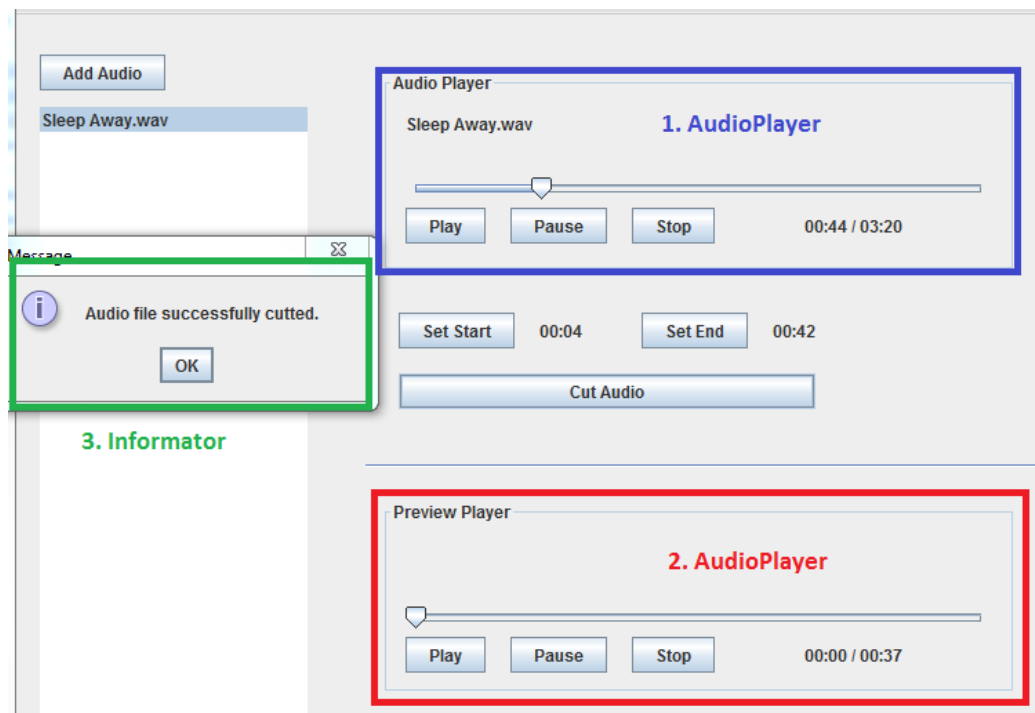 Add Audio
Sleep Away.wav
Audio Player
Sleep Away.wav
1. AudioPlayer
Play Pause Stop 00:44 / 03:20
Message
i
Audio file successfully cutted.
OK
3. Informator
Set Start 00:04 Set End 00:42
Cut Audio
Preview Player
2. AudioPlayer
Play Pause Stop 00:00 / 00:37